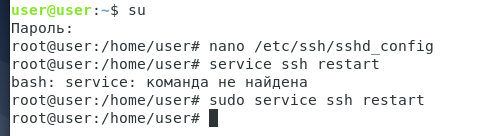 user@user:~$ su
Пароль:
root@user:/home/user# nano /etc/ssh/sshd_config
root@user:/home/user# service ssh restart
bash: service: команда не найдена
root@user:/home/user# sudo service ssh restart
root@user:/home/user#